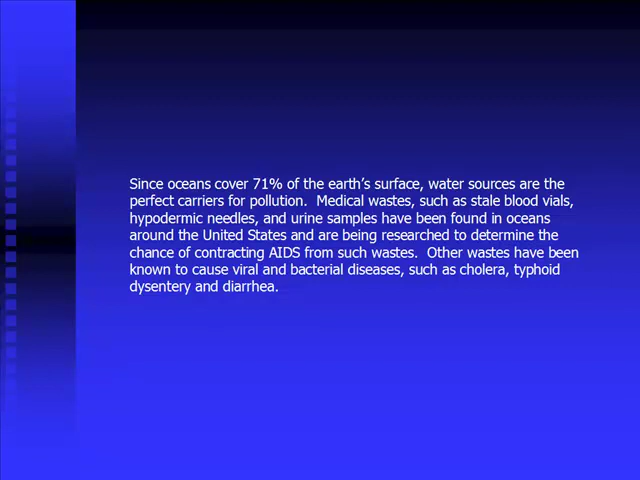 Since oceans cover 71% of the earth's surface, water sources are the
perfect carriers for pollution.  Medical wastes, such as stale blood vials,
hypodermic needles, and urine samples have been found in oceans
around the United States and are being researched to determine the
chance of contracting AIDS from such wastes.  Other wastes have been
known to cause viral and bacterial diseases, such as cholera, typhoid
dysentery and diarrhea.